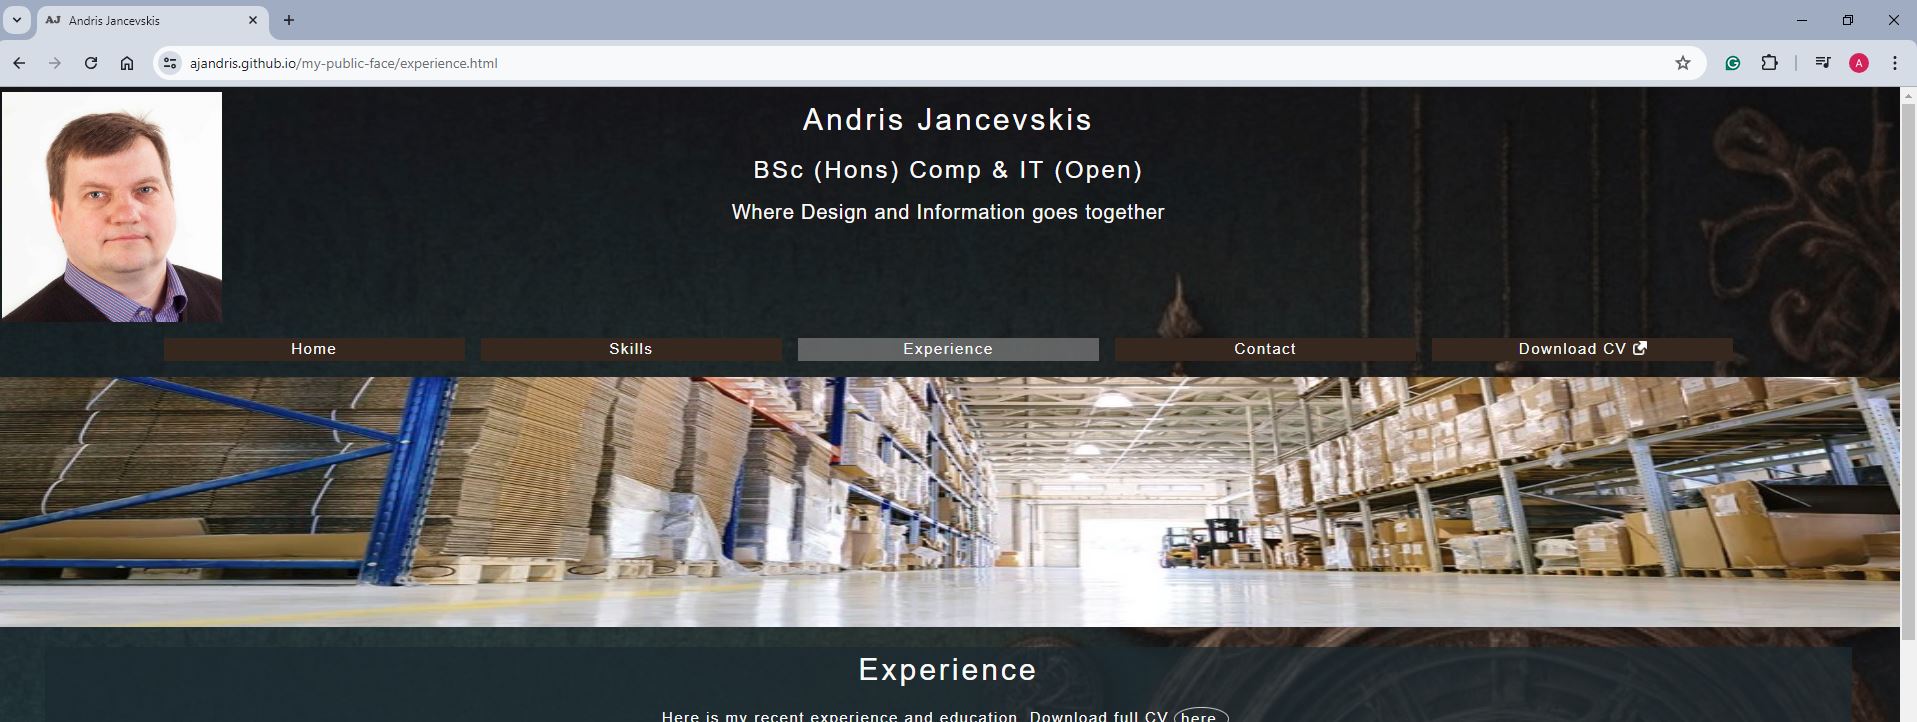 AJ Andris Jancevskis
ajandris.github.io/my-public-face/experience.html
A
Andris Jancevskis
BSc (Hons) Comp & IT (Open)
Where Design and Information goes together
Home Skills Experience Contact Download CV
Experience
Here is my recent experience and education. Download full CV here